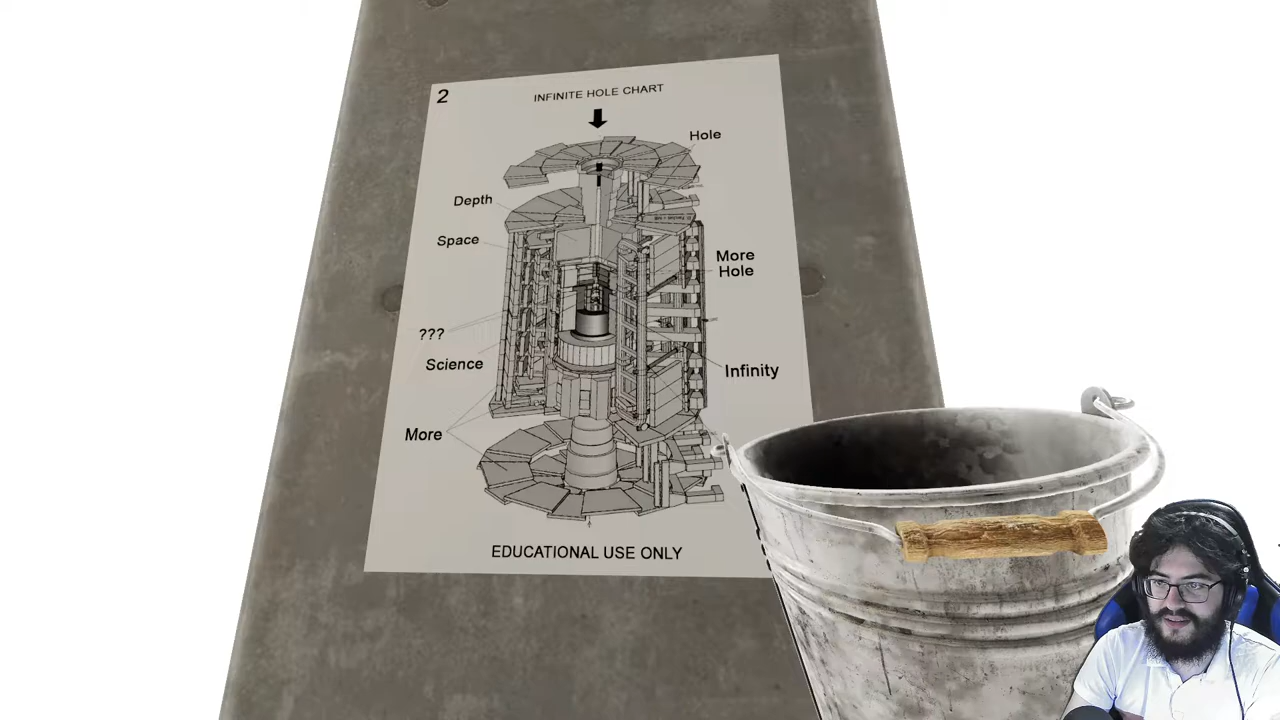 2
INFINITE HOLE CHART
Hole
Depth
Space
More
Hole
???
Science
Infinity
More
EDUCATIONAL USE ONLY